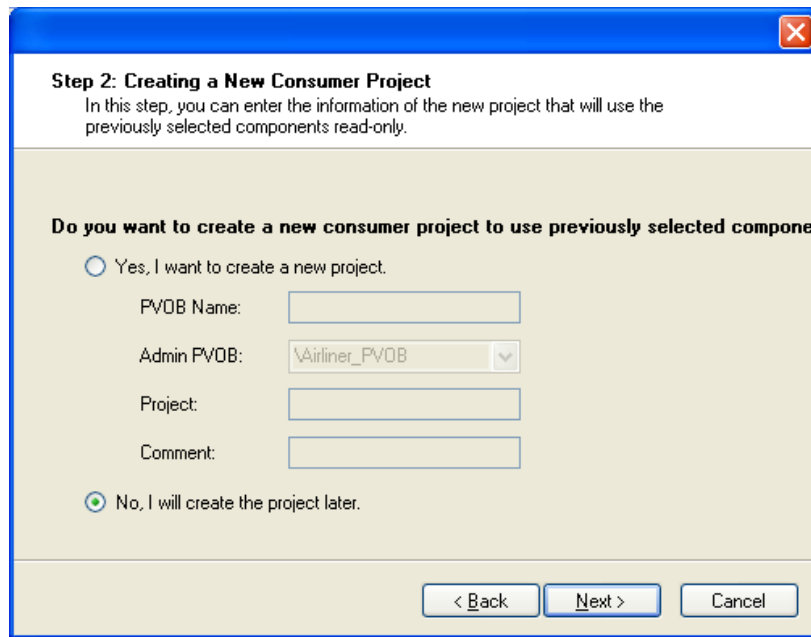 Step 2: Creating a New Consumer Project
In this step, you can enter the information of the new project that will use the
previously selected components read-only.
Do you want to create a new consumer project to use previously selected compone
Yes, I want to create a new project.
PVOB Name:
Admin PVOB: \Airliner_PVOB
Project:
Comment:
No, I will create the project later.
< Back Next > Cancel